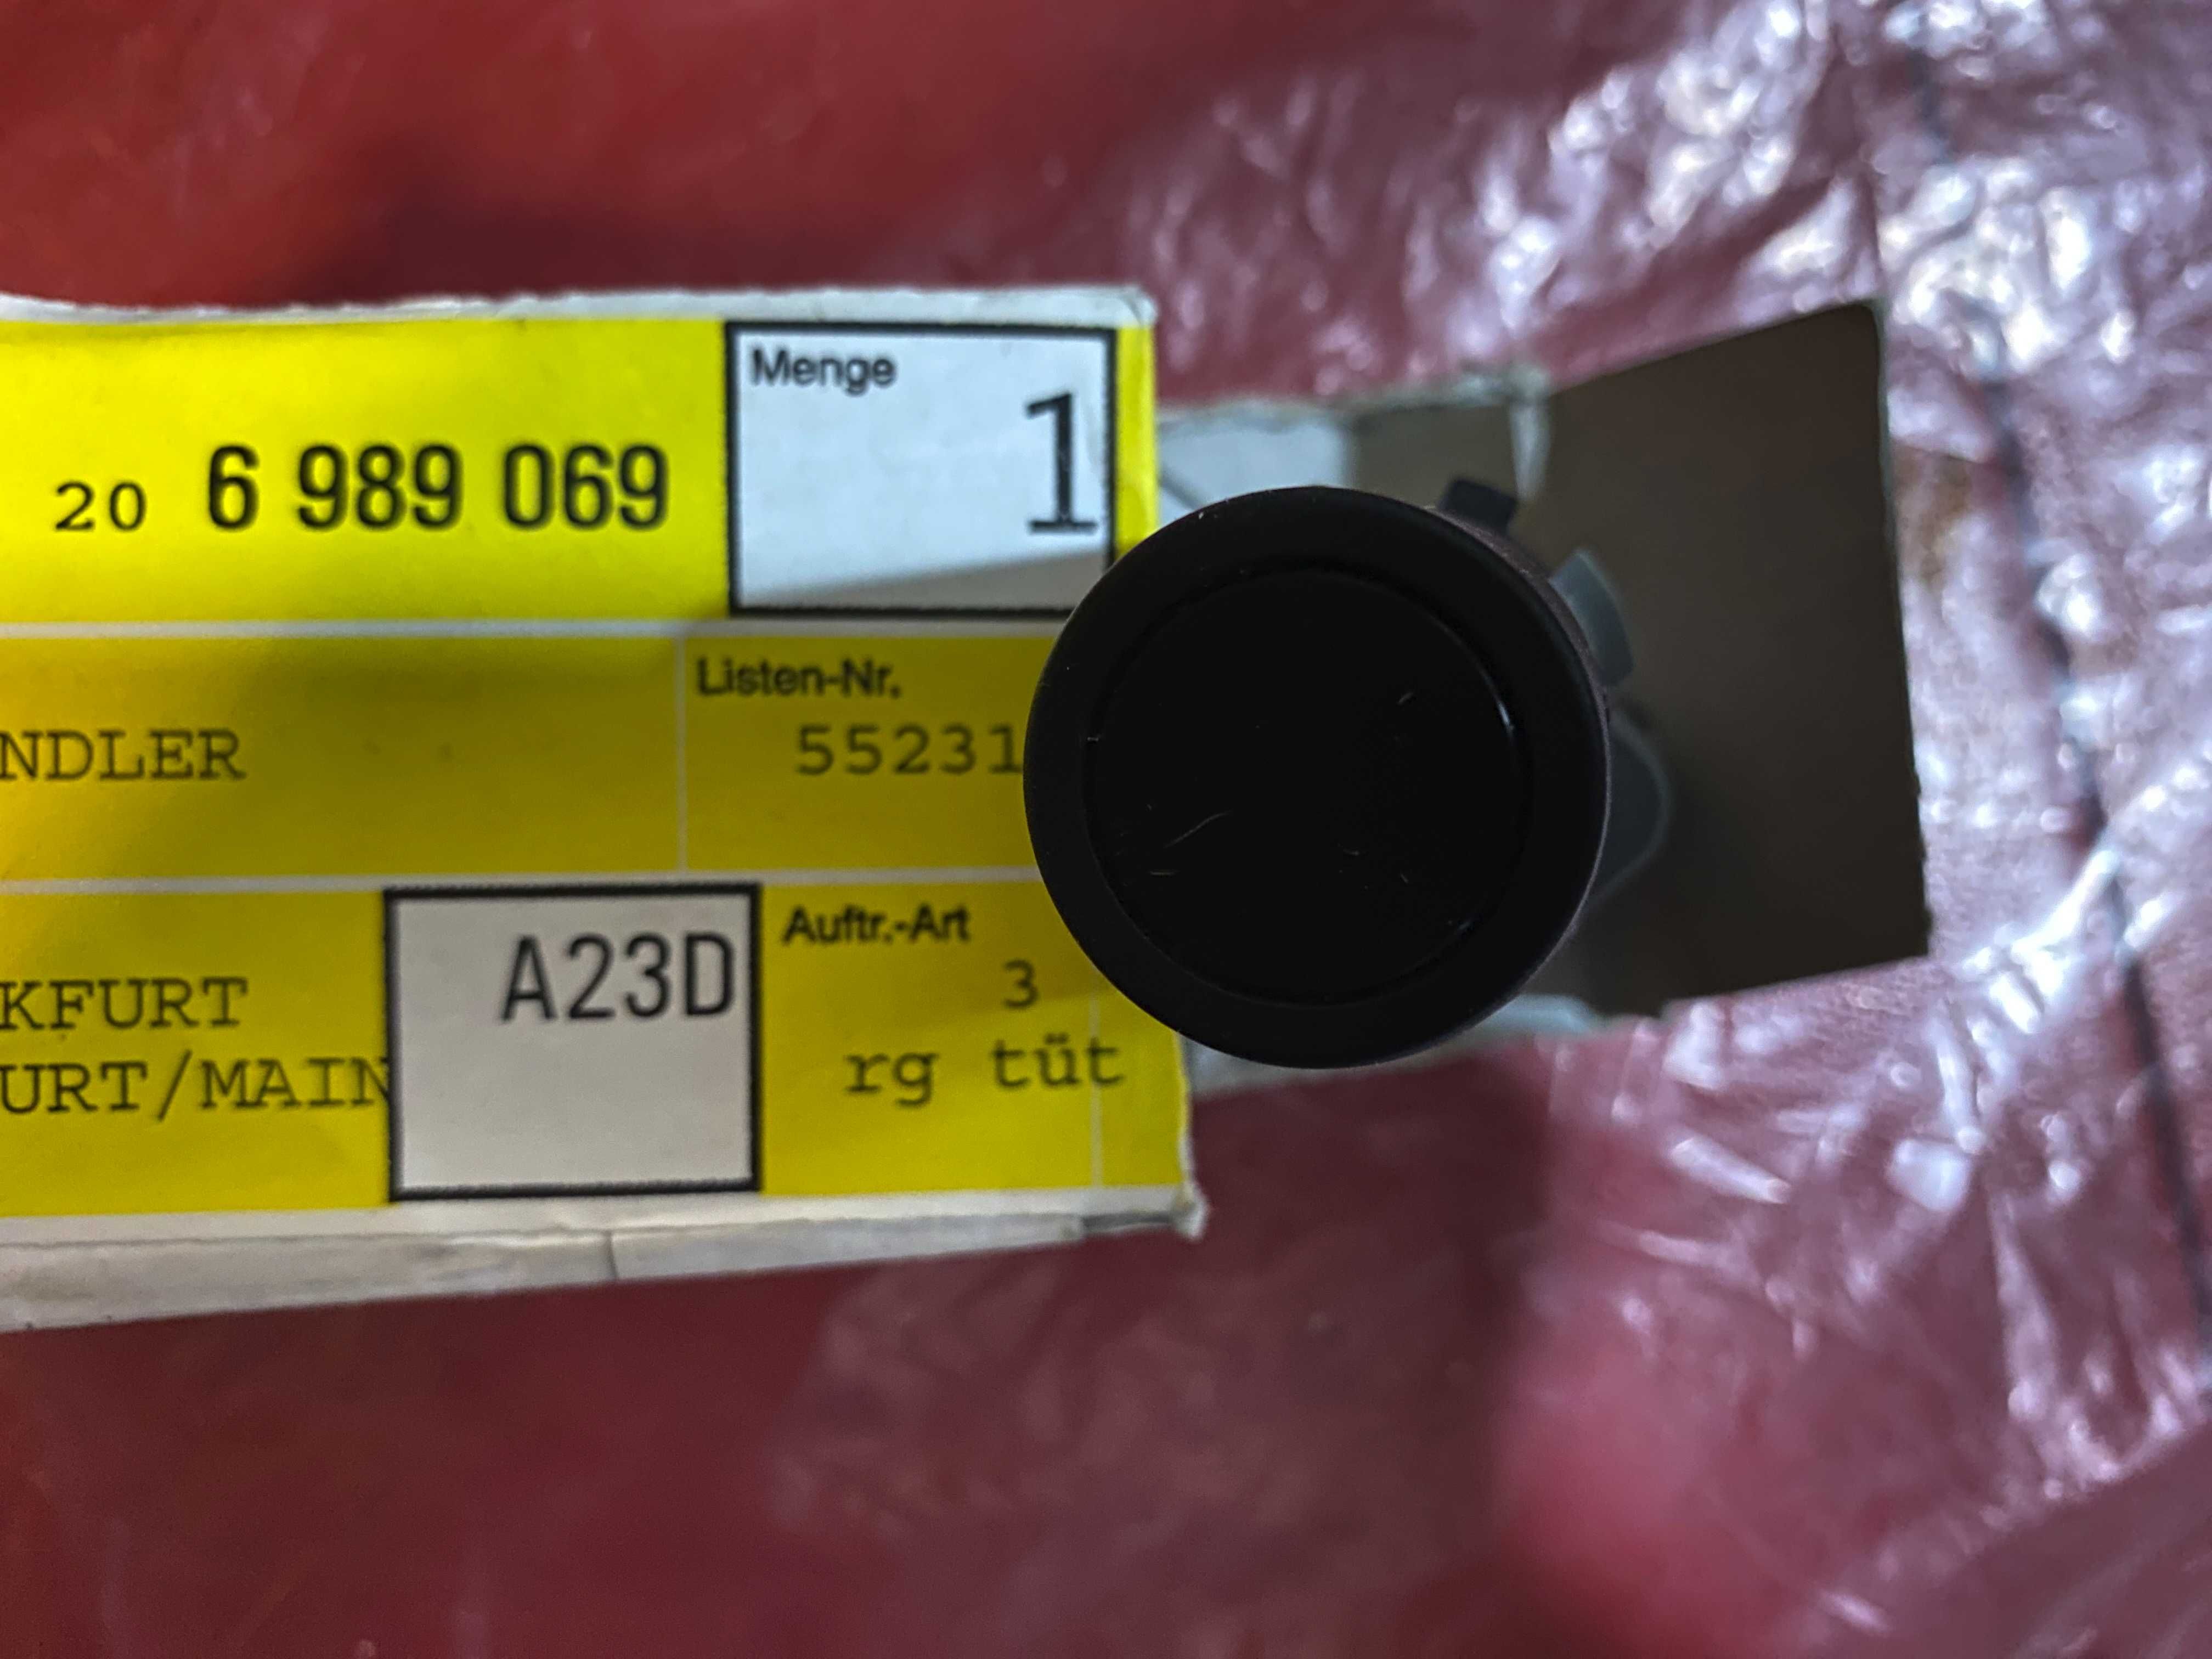 Menge
1
20 6 989 069
Listen-Nr.
NDLER 55231
Auftr.-Art
A23D
3
KFURT
URT/MAIN
rg tüt